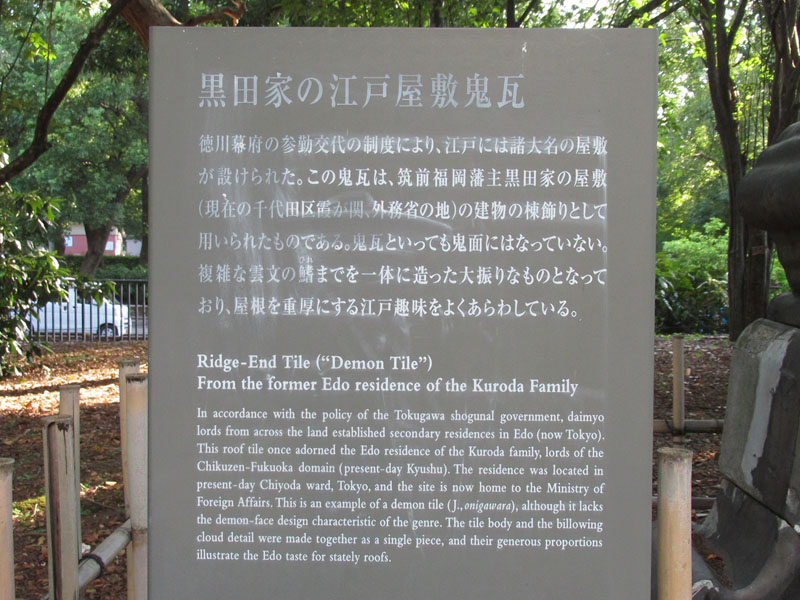 黒田家の江戸屋敷鬼瓦
徳川幕府の参勤交代の制度により、江戸には諸大名の屋敷
が設けられた。この鬼瓦は、筑前福岡藩主黒田家の屋敷
(現在の千代田区霞が関、外務省の地)の建物の棟飾りとして
用いられたものである。鬼瓦といっても鬼面にはなっていない。
複雑な雲文の鰭までを一体に造った大振りなものとなって
おり、屋根を重厚にする江戸趣味をよくあらわしている。
Ridge-End Tile (“Demon Tile”)
From the former Edo residence of the Kuroda Family
In accordance with the policy of the Tokugawa shogunal government, daimyo
lords from across the land established secondary residences in Edo (now Tokyo).
This roof tile once adorned the Edo residence of the Kuroda family, lords of the
Chikuzen-Fukuoka domain (present-day Kyushu). The residence was located in
present-day Chiyoda ward, Tokyo, and the site is now home to the Ministry of
Foreign Affairs. This is an example of a demon tile (J., onigawara), although it lacks
the demon-face design characteristic of the genre. The tile body and the billowing
cloud detail were made together as a single piece, and their generous proportions
illustrate the Edo taste for stately roofs.